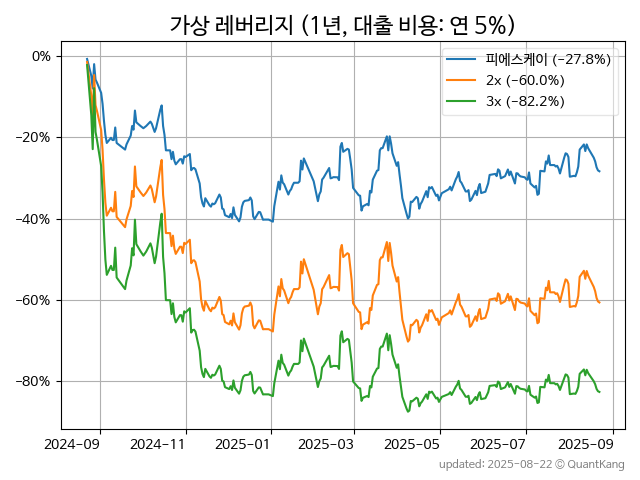 가상 레버리지 (1년, 대출 비용: 연 5%)
피에스케이 (−27.8%)
2x (−60.0%)
3x (−82.2%)
0%
−20%
−40%
−60%
−80%
2024-09 2024-11 2025-01 2025-03 2025-05 2025-07 2025-09
updated: 2025-08-22 © QuantKang